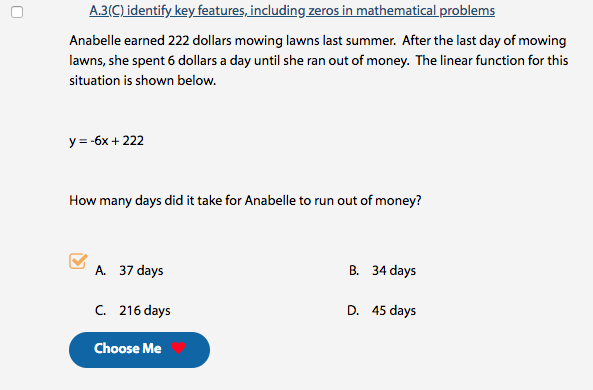 A.3(C) identify key features, including zeros in mathematical problems
Anabelle earned 222 dollars mowing lawns last summer. After the last day of mowing
lawns, she spent 6 dollars a day until she ran out of money. The linear function for this
situation is shown below.
y = -6x + 222
How many days did it take for Anabelle to run out of money?
A. 37 days
B. 34 days
C. 216 days
D. 45 days
Choose Me